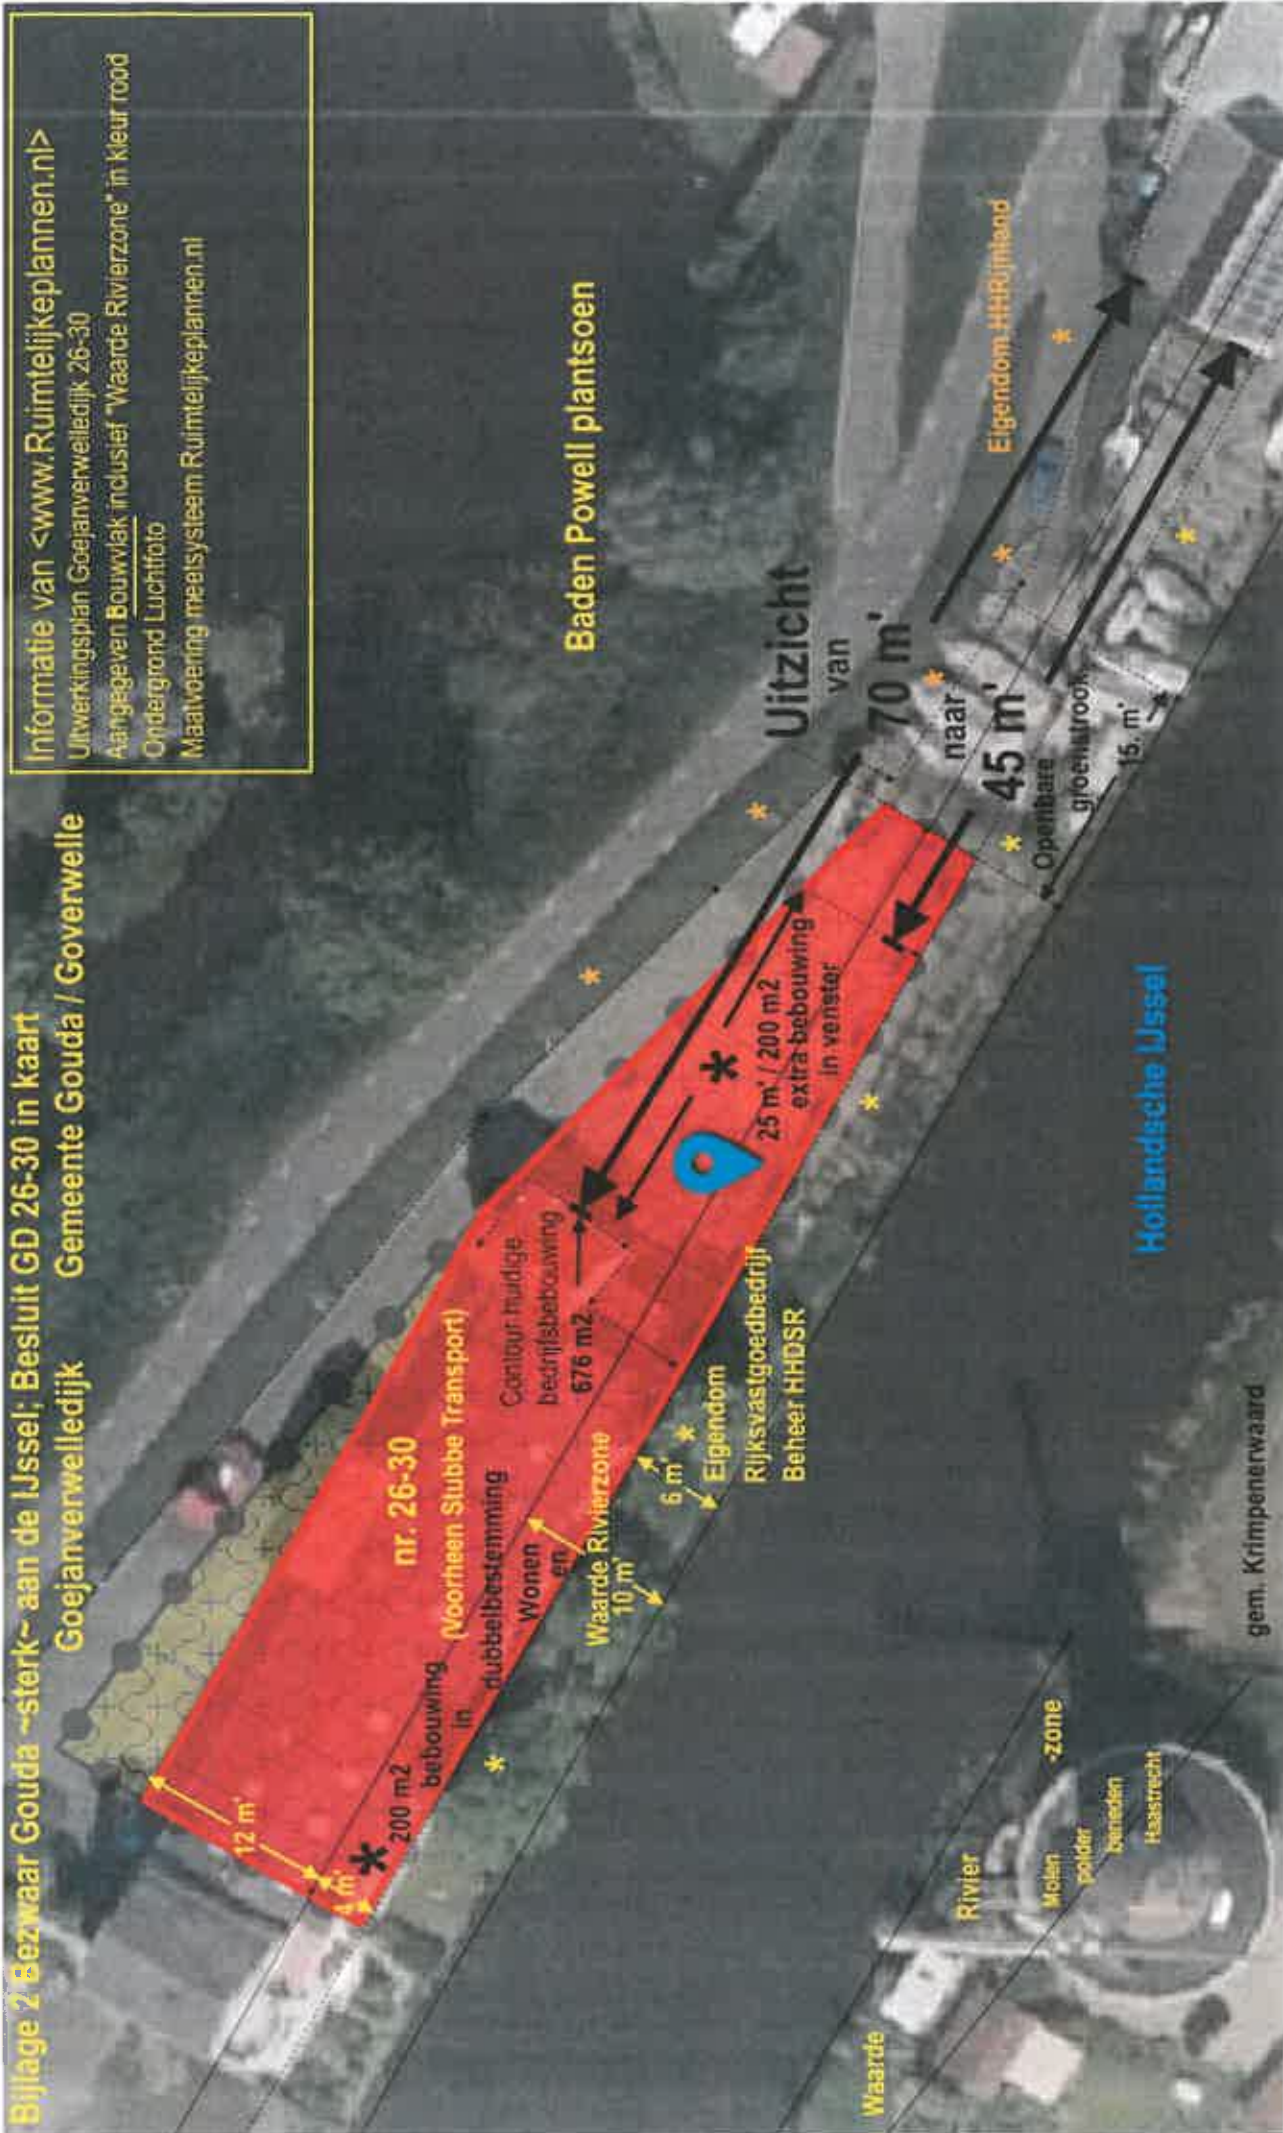 Bijlage 2 Bezwaar Gouda ~sterk~ aan de IJssel; Besluit GD 26-30 in kaart
Goejanverwelledijk Gemeente Gouda / Goverwelle
Informatie van <www.Ruimtelijkeplannen.nl>
Uitwerkingsplan Goejanverwelledijk 26-30
Aangegeven Bouwvlak inclusief "Waarde Rivierzone" in kleur rood
Ondergrond Luchtfoto
Maatvoering meetsysteem Ruimtelijkeplannen.nl
Baden Powell plantsoen
Uitzicht
van
70 m'
naar
45 m'
Eigendom HHRijnland
Openbare
groenstrook
15. m'
12 m'
4 m'
nr. 26-30
(Voorheen Stubbe Transport)
Contour huidige
bedrijfsbebouwing
676 m2
25 m' / 200 m2
extra bebouwing
in venster
* 200 m2
bebouwing
in
dubbelbestemming
Wonen
en
Waarde Rivierzone
10 m'
6 m'
Eigendom
Rijksvastgoedbedrijf
Beheer HHDSR
Hollandsche IJssel
Waarde
Rivier
-zone
Molen
polder
beneden
Haastrecht
gem. Krimpenerwaard